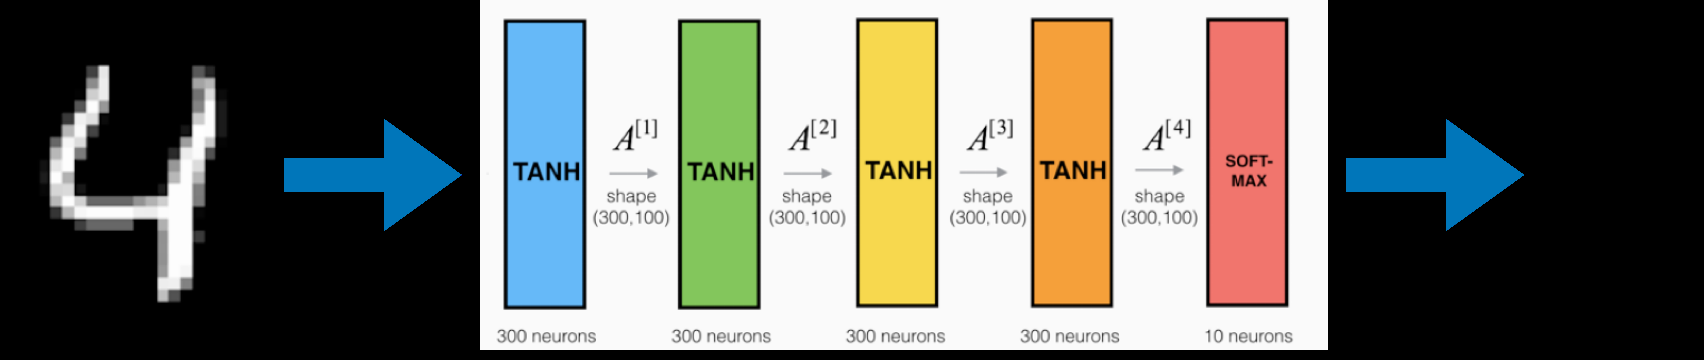 4
TANH
A[1]
shape
(300,100)
TANH
A[2]
shape
(300,100)
TANH
A[3]
shape
(300,100)
TANH
A[4]
shape
(300,100)
SOFT-
MAX
300 neurons
300 neurons
300 neurons
300 neurons
10 neurons